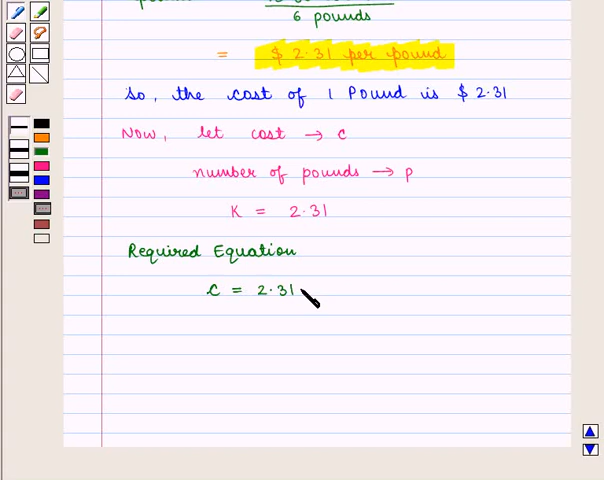 6 pounds
= $ 2.31 per pound
So, the cost of 1 Pound is $ 2.31
Now, let cost → c
number of pounds → p
K = 2.31
Required Equation
c = 2.31